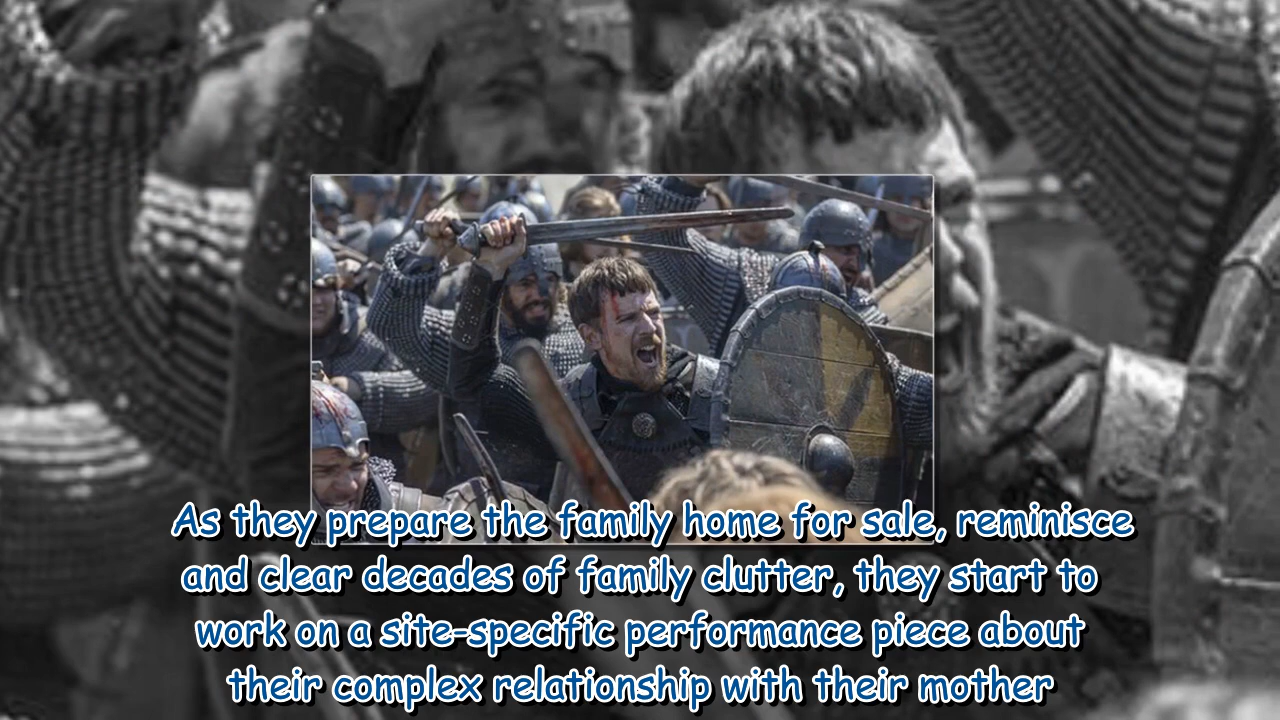 As they prepare the family home for sale, reminisce
and clear decades of family clutter, they start to
work on a site-specific performance piece about
their complex relationship with their mother